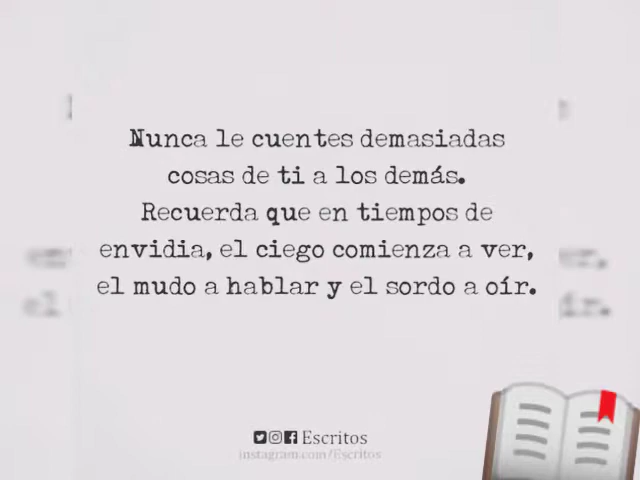 Nunca le cuentes demasiadas
cosas de ti a los demás.
Recuerda que en tiempos de
envidia, el ciego comienza a ver,
el mudo a hablar y el sordo a oír.
Escritos
instagram.com/Escritos